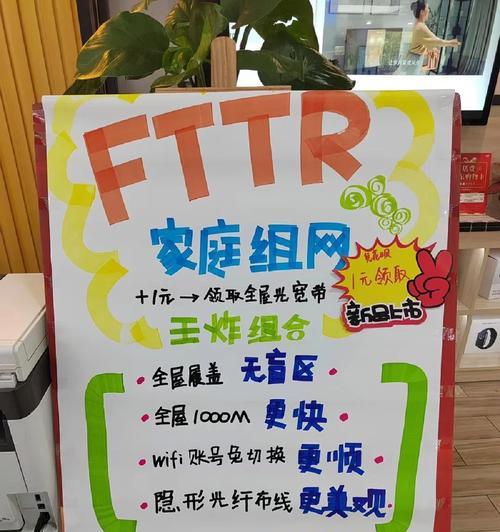 FTTR
家庭组网
+1元→领取全屋光宽带
1元领取
新品上市
王炸组合
· 全屋覆盖 无盲区
· 全屋1000M 更快
· wifi账号免切换 更顺
· 隐形光纤布线 更美观